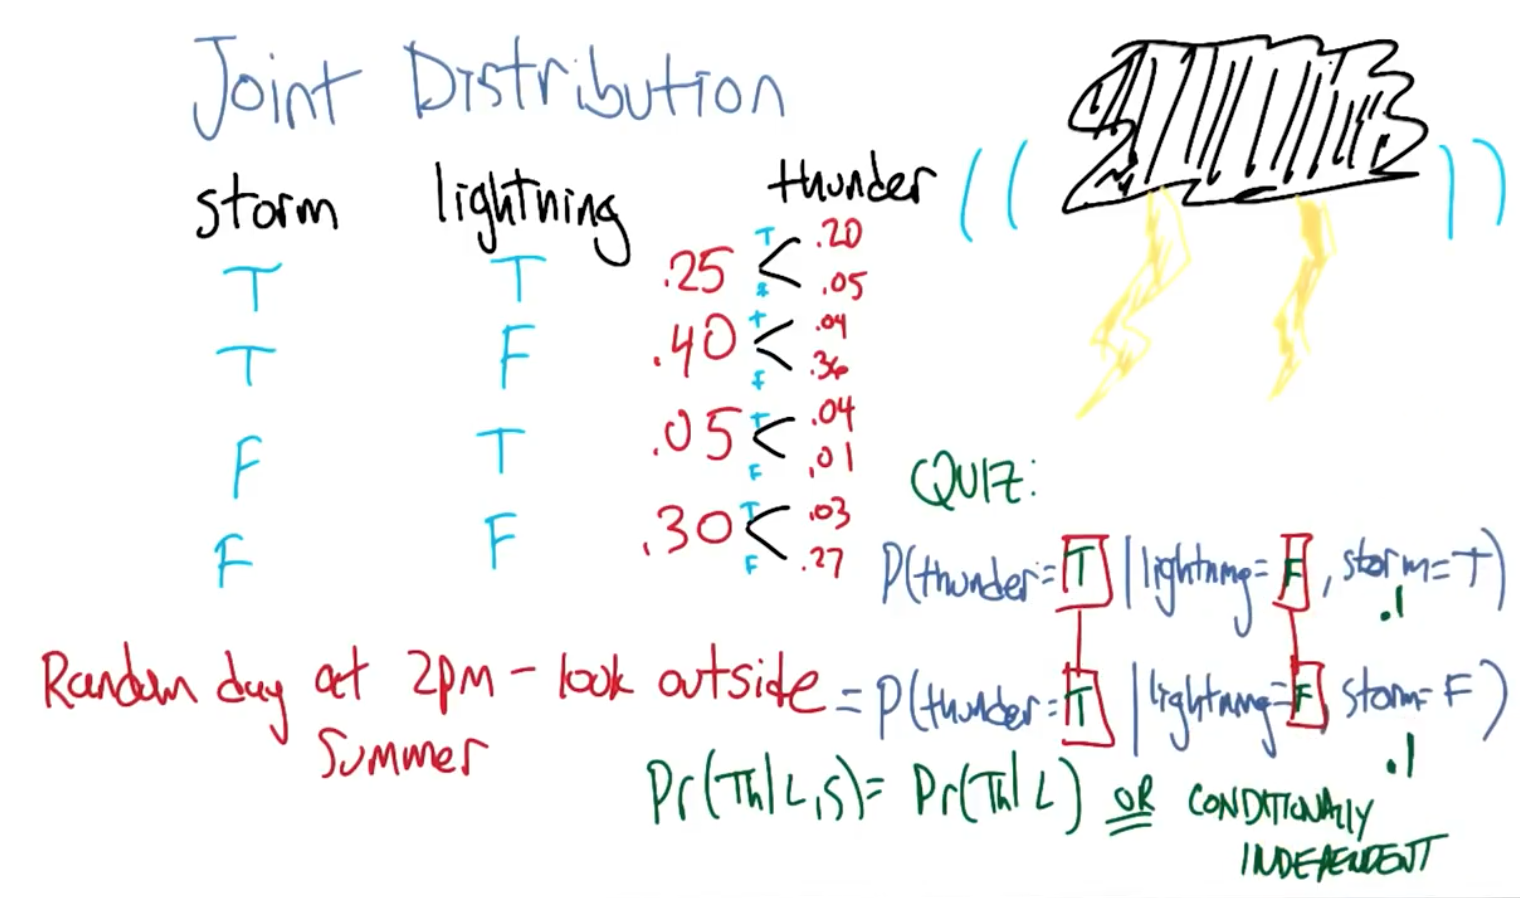 Joint Distribution
storm lightning thunder
T T .25 T .20
F .05
T F .40 T .04
F .36
F T .05 T .04
F .01
F F .30 T .03
F .27
QUIZ:
P(thunder=T|lightning=F, storm=T)
.1
Random day at 2pm - look outside
Summer
= P(thunder=T|lightning=F storm=F)
.1
Pr(Th|L,S)= Pr(Th|L) OR CONDITIONALLY
INDEPENDENT